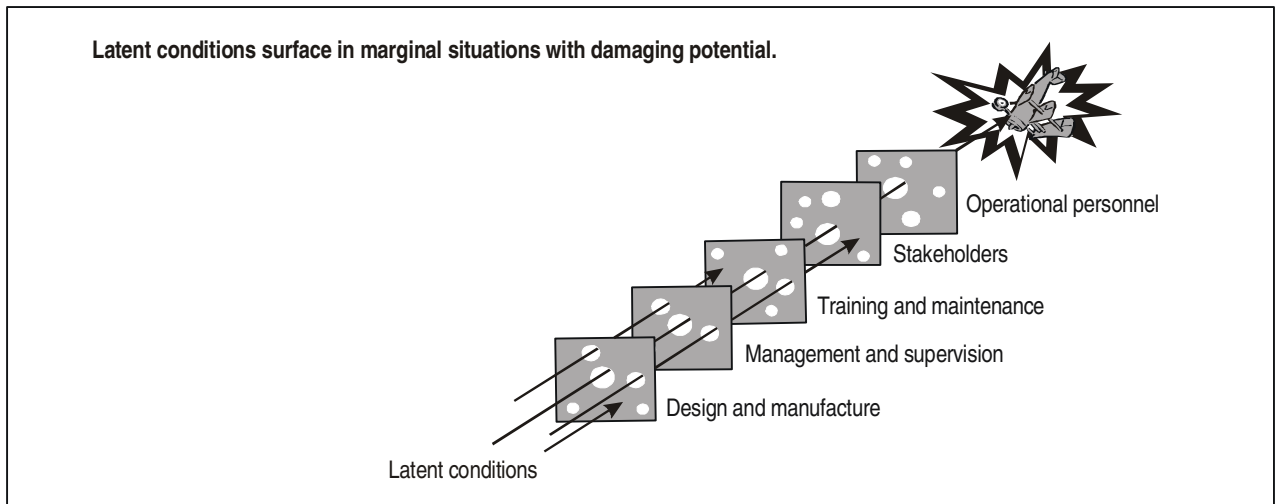 Latent conditions surface in marginal situations with damaging potential.
Operational personnel
Stakeholders
Training and maintenance
Management and supervision
Design and manufacture
Latent conditions